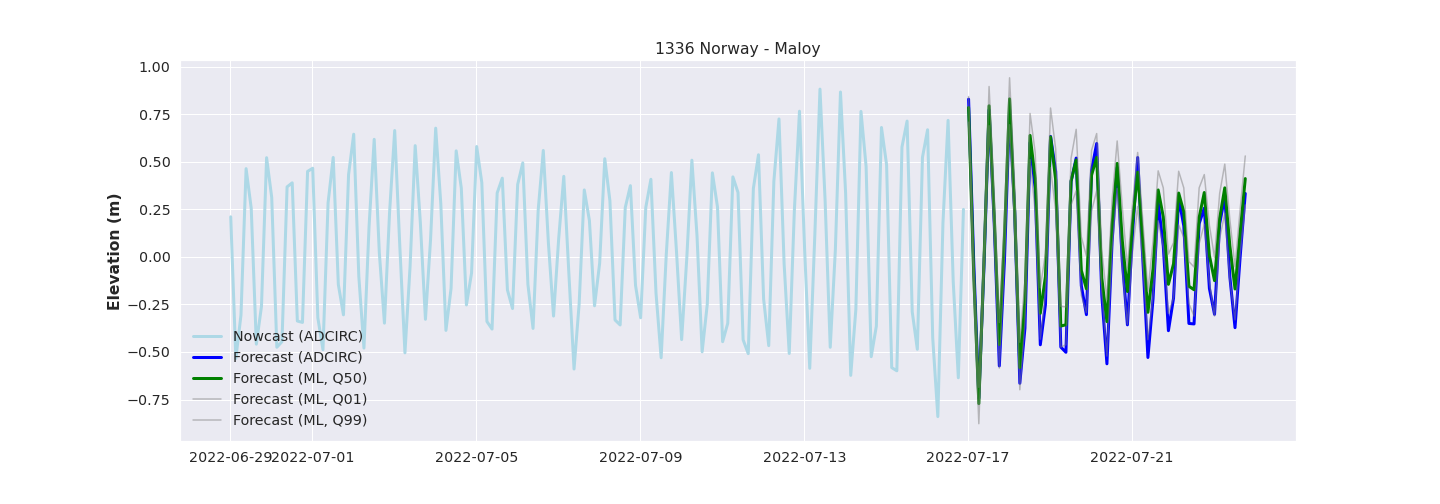 1336 Norway - Maloy
1.00
0.75
0.50
0.25
0.00
−0.25
−0.50
−0.75
Elevation (m)
Nowcast (ADCIRC)
Forecast (ADCIRC)
Forecast (ML, Q50)
Forecast (ML, Q01)
Forecast (ML, Q99)
2022-06-29 2022-07-01 2022-07-05 2022-07-09 2022-07-13 2022-07-17 2022-07-21